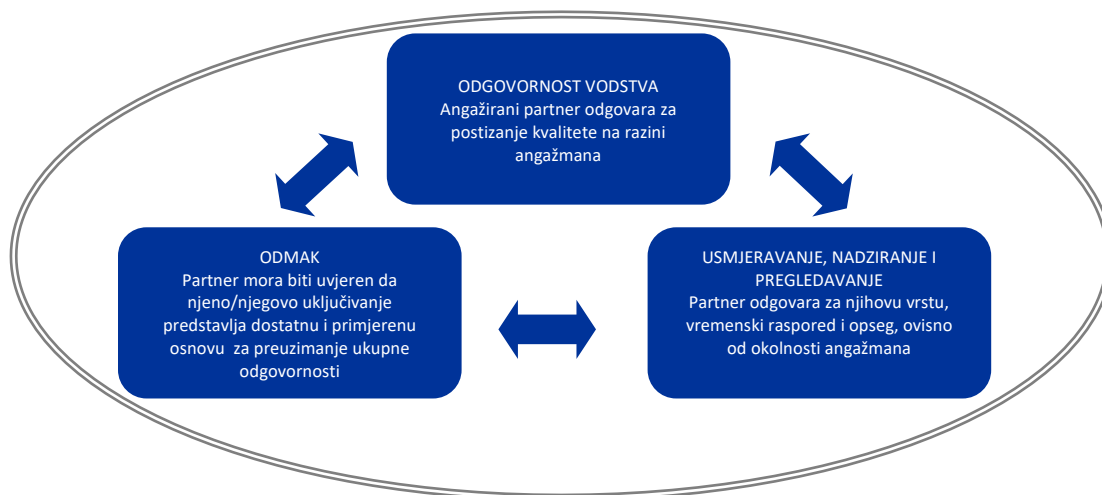 ODGOVORNOST VODSTVA
Angažirani partner odgovara za
postizanje kvalitete na razini
angažmana
ODMAK
Partner mora biti uvjeren da
njeno/njegovo uključivanje
predstavlja dostatnu i primjerenu
osnovu za preuzimanje ukupne
odgovornosti
USMJERAVANJE, NADZIRANJE I
PREGLEDAVANJE
Partner odgovara za njihovu vrstu,
vremenski raspored i opseg, ovisno
od okolnosti angažmana